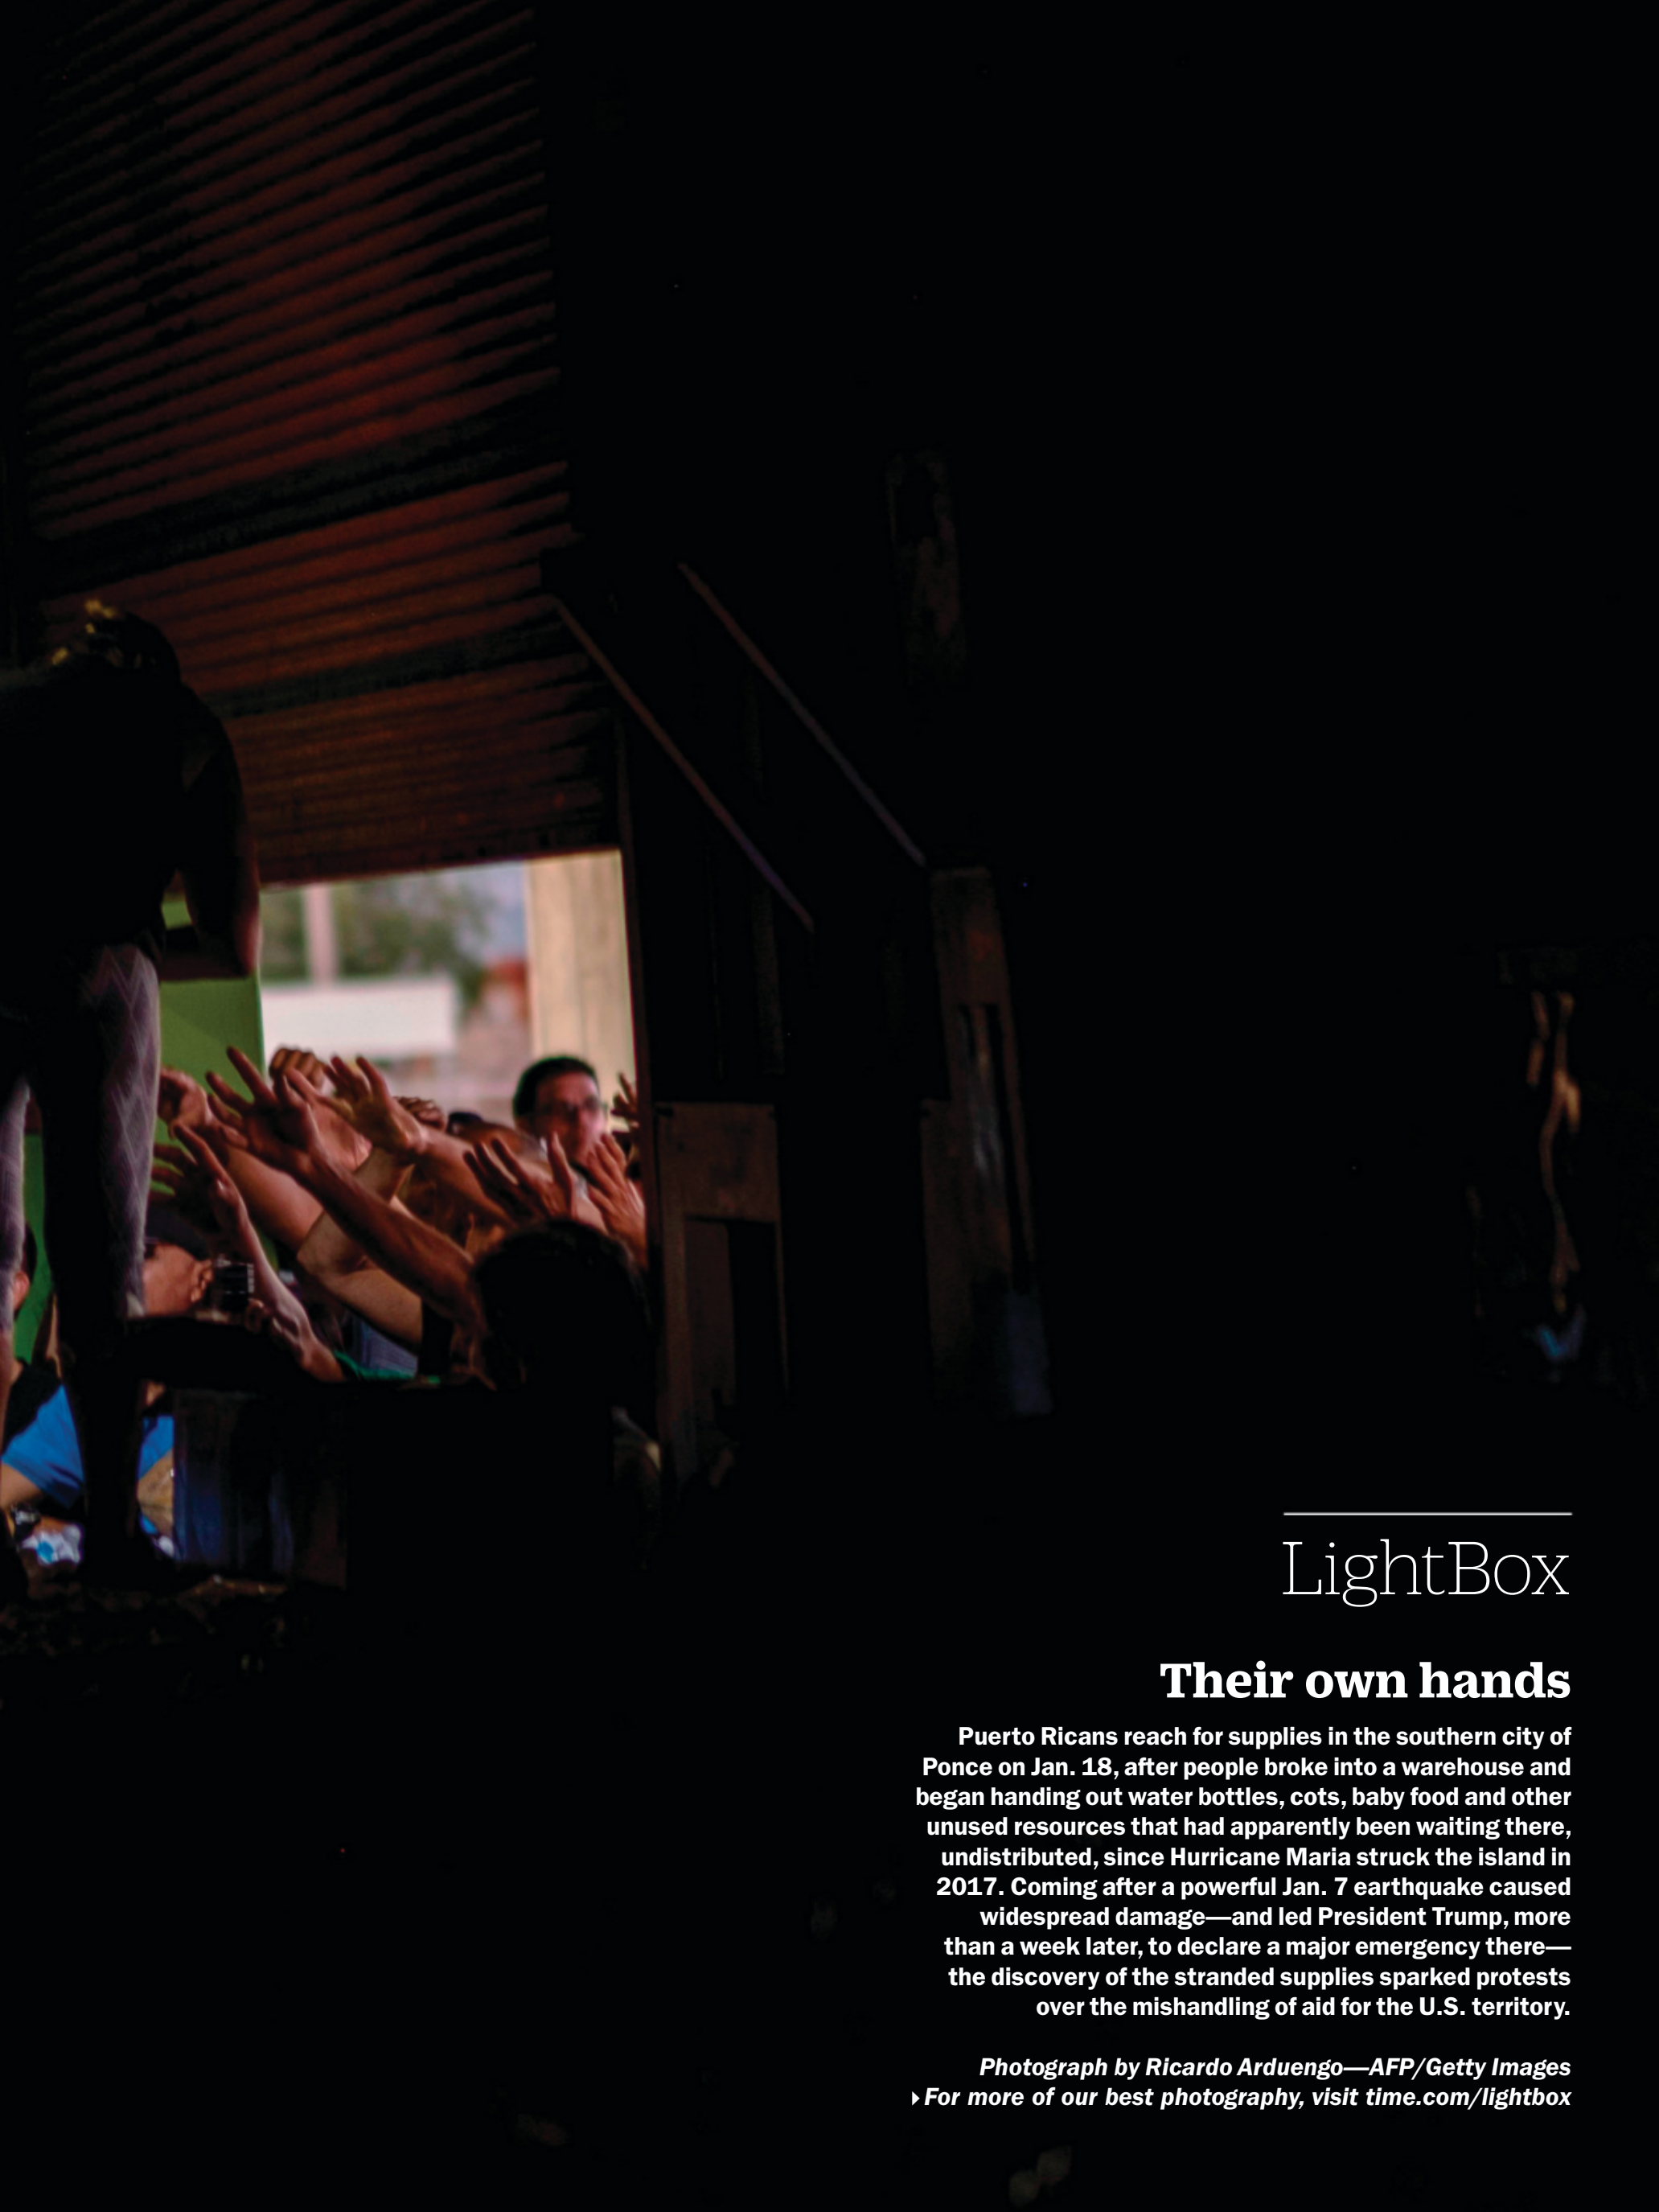 LightBox
Their own hands
Puerto Ricans reach for supplies in the southern city of
Ponce on Jan. 18, after people broke into a warehouse and
began handing out water bottles, cots, baby food and other
unused resources that had apparently been waiting there,
undistributed, since Hurricane Maria struck the island in
2017. Coming after a powerful Jan. 7 earthquake caused
widespread damage—and led President Trump, more
than a week later, to declare a major emergency there—
the discovery of the stranded supplies sparked protests
over the mishandling of aid for the U.S. territory.
Photograph by Ricardo Arduengo—AFP/Getty Images
▸For more of our best photography, visit time.com/lightbox